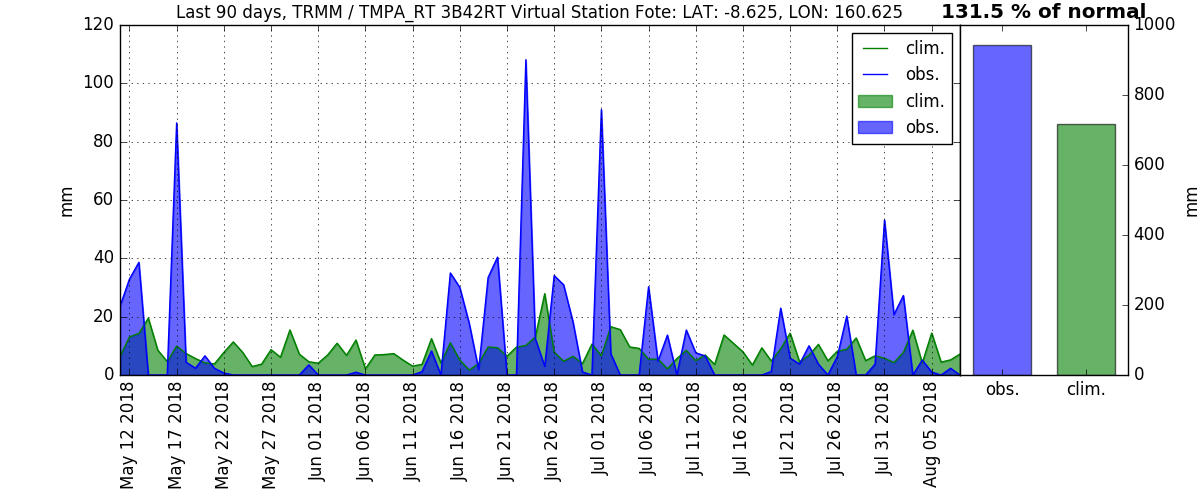 Last 90 days, TRMM / TMPA_RT 3B42RT Virtual Station Fote: LAT: -8.625, LON: 160.625
131.5 % of normal
120
100
80
60
40
20
0
mm
clim.
obs.
clim.
obs.
1000
800
600
400
200
0
mm
obs.
clim.
May 12 2018
May 17 2018
May 22 2018
May 27 2018
Jun 01 2018
Jun 06 2018
Jun 11 2018
Jun 16 2018
Jun 21 2018
Jun 26 2018
Jul 01 2018
Jul 06 2018
Jul 11 2018
Jul 16 2018
Jul 21 2018
Jul 26 2018
Jul 31 2018
Aug 05 2018